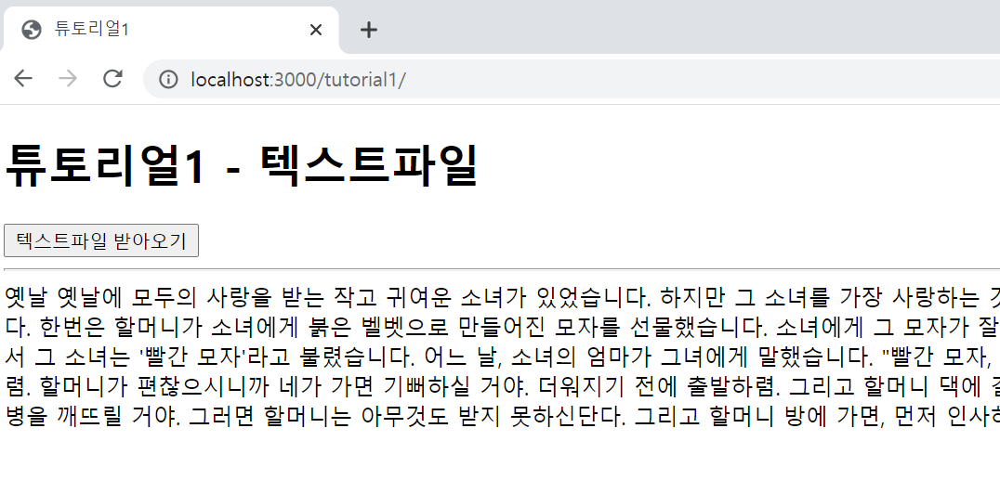 튜토리얼1
localhost:3000/tutorial1/
튜토리얼1 - 텍스트파일
텍스트파일 받아오기
옛날 옛날에 모두의 사랑을 받는 작고 귀여운 소녀가 있었습니다. 하지만 그 소녀를 가장 사랑하는
다. 한번은 할머니가 소녀에게 붉은 벨벳으로 만들어진 모자를 선물했습니다. 소녀에게 그 모자가 잘
서 그 소녀는 '빨간 모자'라고 불렸습니다. 어느 날, 소녀의 엄마가 그녀에게 말했습니다. "빨간 모자,
렴. 할머니가 편찮으시니까 네가 가면 기뻐하실 거야. 더워지기 전에 출발하렴. 그리고 할머니 댁에
병을 깨뜨릴 거야. 그러면 할머니는 아무것도 받지 못하신단다. 그리고 할머니 방에 가면, 먼저